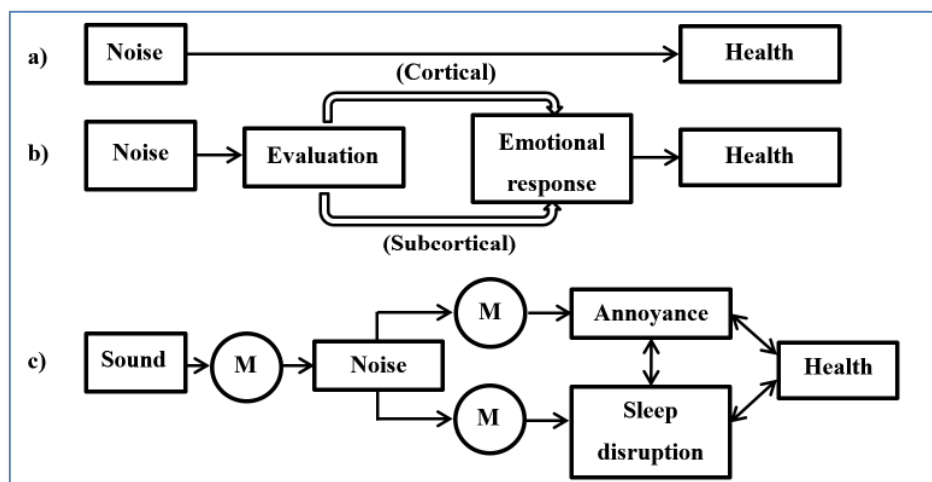 a) Noise Health
(Cortical)
b) Noise Evaluation Emotional response Health
(Subcortical)
c) Sound M Noise M Annoyance Health
M Sleep disruption